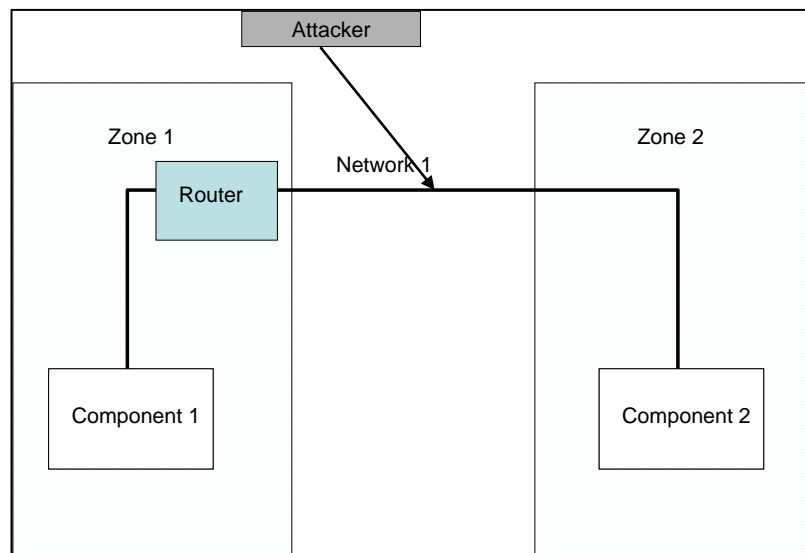 Attacker
Zone 1
Zone 2
Network 1
Router
Component 1
Component 2